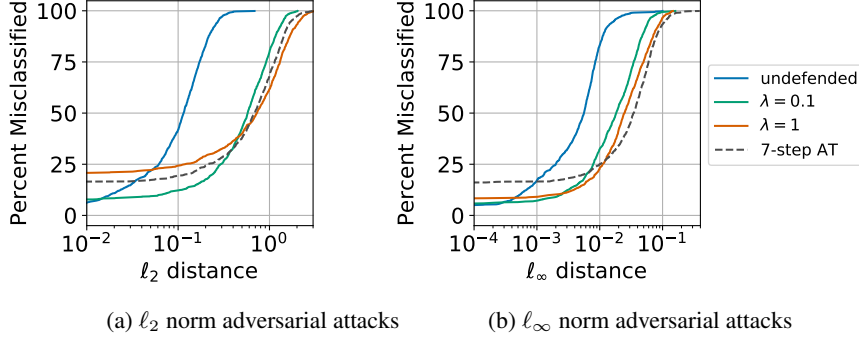 Percent Misclassified
100
75
50
25
0
10⁻² 10⁻¹ 10⁰
ℓ₂ distance
(a) ℓ₂ norm adversarial attacks
Percent Misclassified
100
75
50
25
0
10⁻⁴ 10⁻³ 10⁻² 10⁻¹
ℓ∞ distance
(b) ℓ∞ norm adversarial attacks
undefended
λ = 0.1
λ = 1
7-step AT